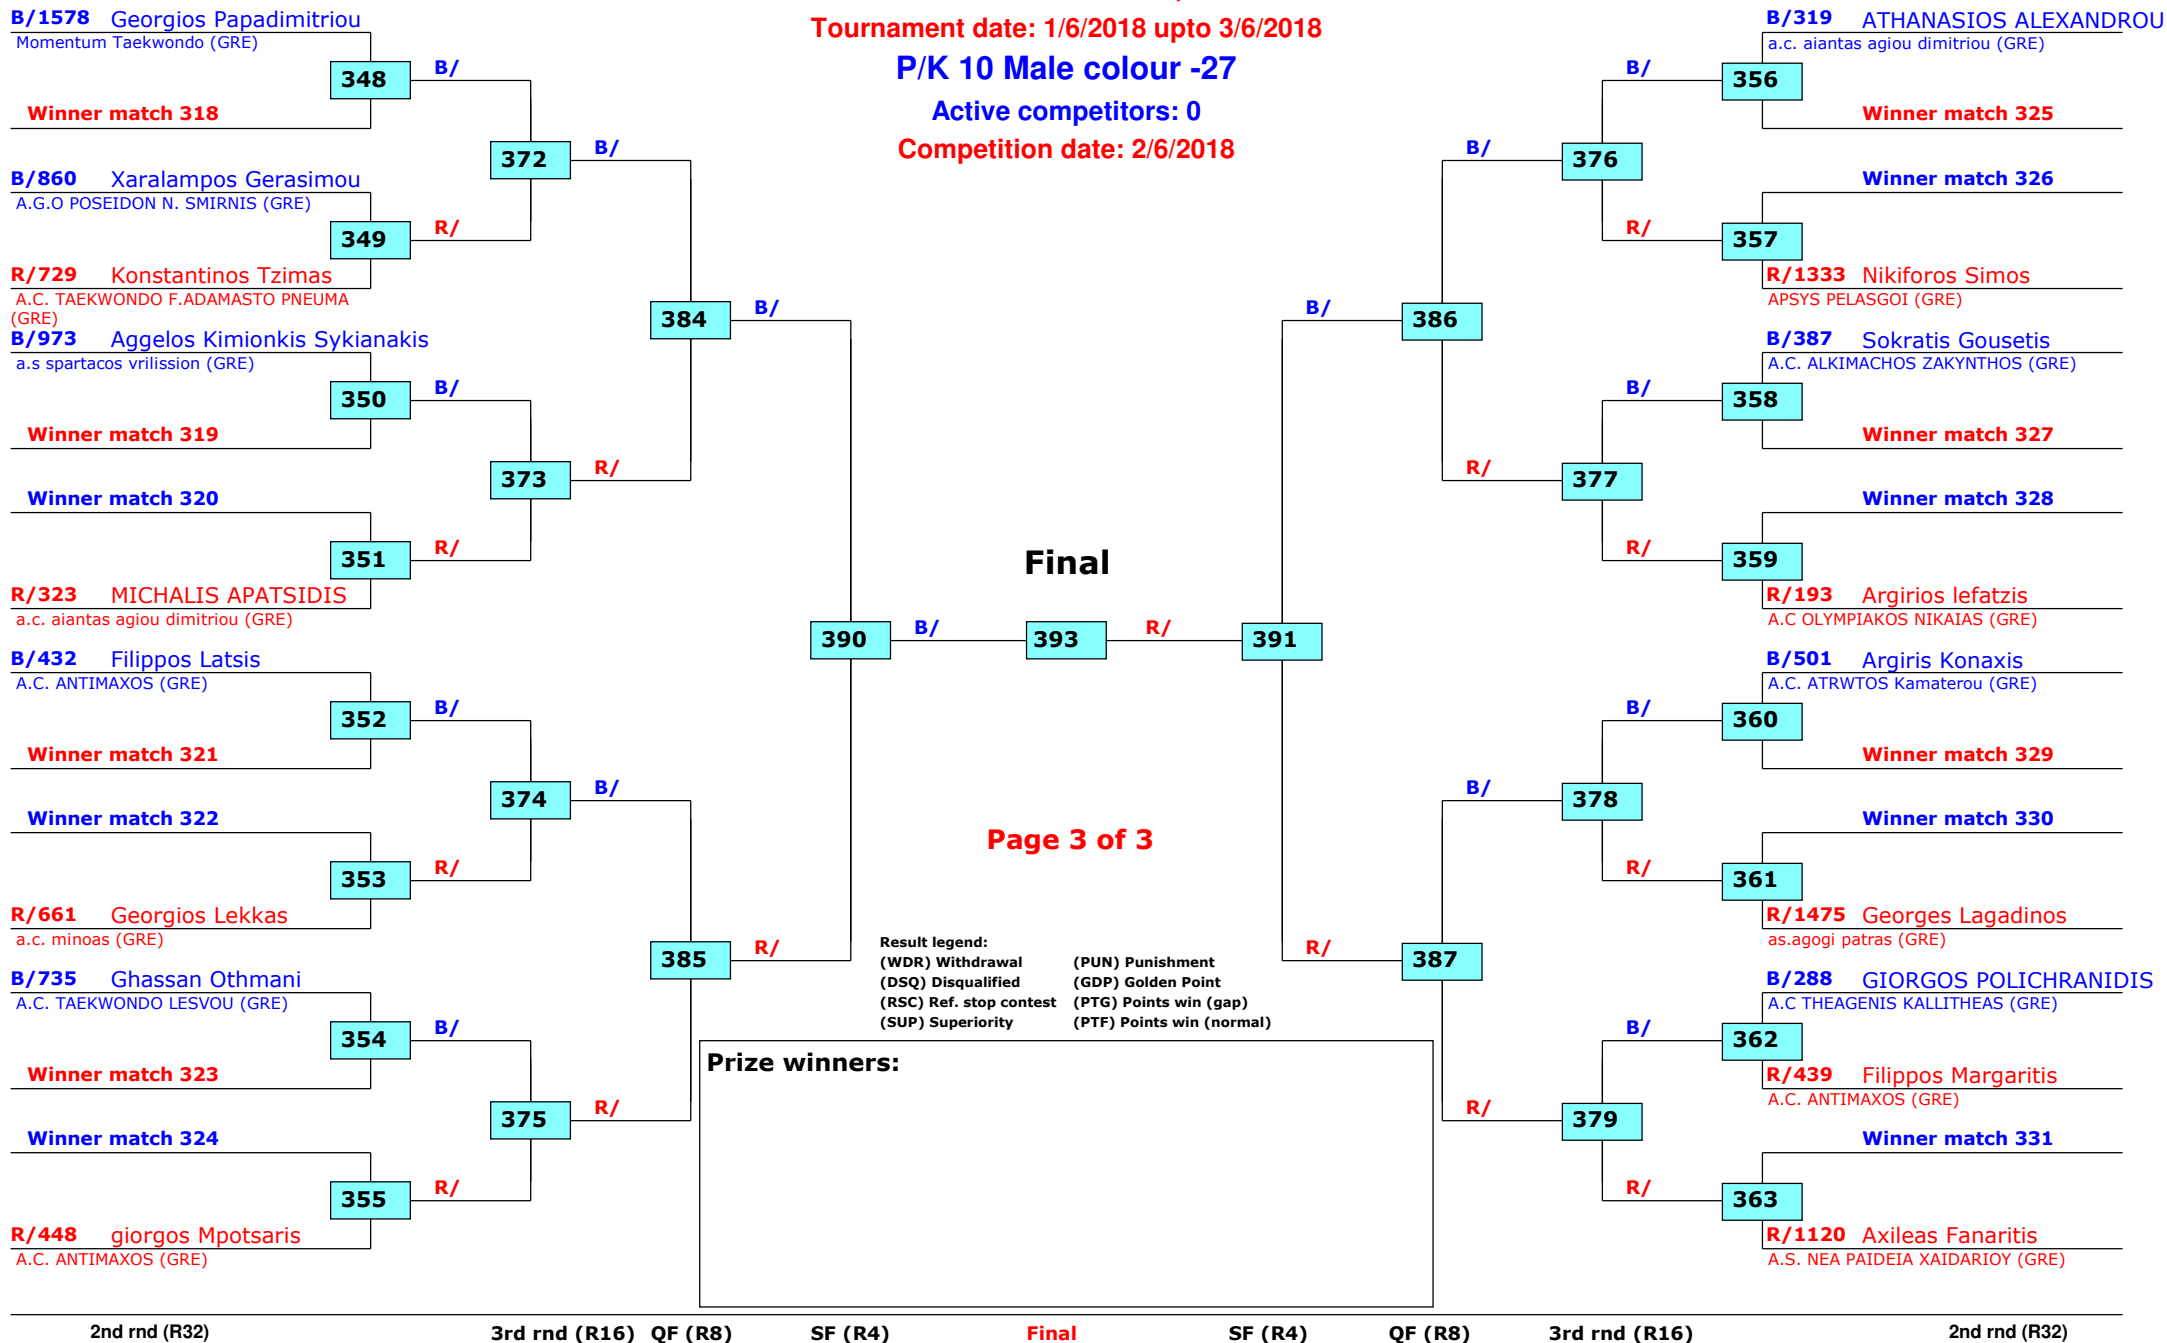 Tournament date: 1/6/2018 upto 3/6/2018
P/K 10 Male colour -27
Active competitors: 0
Competition date: 2/6/2018
B/1578 Georgios Papadimitriou
Momentum Taekwondo (GRE)
348
B/
Winner match 318
372
B/
B/860 Xaralampos Gerasimou
A.G.O POSEIDON N. SMIRNIS (GRE)
349
R/
R/729 Konstantinos Tzimas
A.C. TAEKWONDO F.ADAMASTO PNEUMA
(GRE)
384
B/
B/973 Aggelos Kimionkis Sykianakis
a.s spartacos vrilission (GRE)
350
B/
Winner match 319
373
R/
Winner match 320
351
R/
R/323 MICHALIS APATSIDIS
a.c. aiantas agiou dimitriou (GRE)
390
B/
B/432 Filippos Latsis
A.C. ANTIMAXOS (GRE)
352
B/
Winner match 321
374
B/
Winner match 322
353
R/
R/661 Georgios Lekkas
a.c. minoas (GRE)
385
R/
B/735 Ghassan Othmani
A.C. TAEKWONDO LESVOU (GRE)
354
B/
Winner match 323
375
R/
Winner match 324
355
R/
R/448 giorgos Mpotsaris
A.C. ANTIMAXOS (GRE)
Final
393
R/
391
Page 3 of 3
B/319 ATHANASIOS ALEXANDROU
a.c. aiantas agiou dimitriou (GRE)
B/
356
Winner match 325
B/
376
Winner match 326
R/
357
R/1333 Nikiforos Simos
APSYS PELASGOI (GRE)
B/
386
B/387 Sokratis Gousetis
A.C. ALKIMACHOS ZAKYNTHOS (GRE)
B/
358
Winner match 327
R/
377
Winner match 328
R/
359
R/193 Argirios lefatzis
A.C OLYMPIAKOS NIKAIAS (GRE)
B/501 Argiris Konaxis
A.C. ATRWTOS Kamaterou (GRE)
B/
360
Winner match 329
B/
378
Winner match 330
R/
361
R/1475 Georges Lagadinos
as.agogi patras (GRE)
R/
387
B/288 GIORGOS POLICHRANIDIS
A.C THEAGENIS KALLITHEAS (GRE)
B/
362
R/439 Filippos Margaritis
A.C. ANTIMAXOS (GRE)
R/
379
Winner match 331
R/
363
R/1120 Axileas Fanaritis
A.S. NEA PAIDEIA XAIDARIOY (GRE)
Result legend:
(WDR) Withdrawal (PUN) Punishment
(DSQ) Disqualified (GDP) Golden Point
(RSC) Ref. stop contest (PTG) Points win (gap)
(SUP) Superiority (PTF) Points win (normal)
Prize winners:
2nd rnd (R32) 3rd rnd (R16) QF (R8) SF (R4) Final SF (R4) QF (R8) 3rd rnd (R16) 2nd rnd (R32)